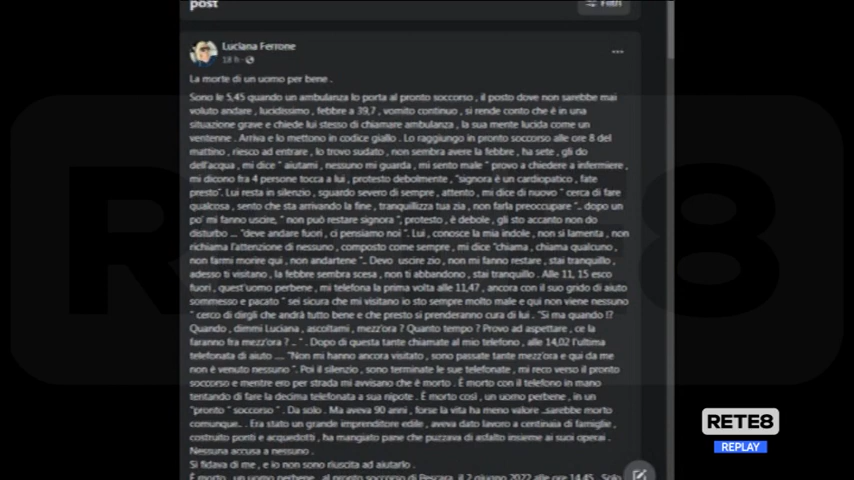 post
Filtri
Luciana Ferrone
18 h
La morte di un uomo per bene .
Sono le 5,45 quando un ambulanza lo porta al pronto soccorso , il posto dove non sarebbe mai
voluto andare , lucidissimo , febbre a 39,7 , vomito continuo , si rende conto che è in una
situazione grave e chiede lui stesso di chiamare ambulanza , la sua mente lucida come un
ventenne . Arriva e lo mettono in codice giallo . Lo raggiungo in pronto soccorso alle ore 8 del
mattino , riesco ad entrare , lo trovo sudato , non sembra avere la febbre , ha sete , gli do
dell'acqua , mi dice " aiutami , nessuno mi guarda , mi sento male " provo a chiedere a infermiere ,
mi dicono fra 4 persone tocca a lui , protesto debolmente , "signora è un cardiopatico , fate
presto". Lui resta in silenzio , sguardo severo di sempre , attento , mi dice di nuovo " cerca di fare
qualcosa , sento che sta arrivando la fine , tranquillizza tua zia , non farla preoccupare ".. dopo un
po' mi fanno uscire, " non può restare signora ", protesto , è debole , gli sto accanto non do
disturbo ... "deve andare fuori , ci pensiamo noi ". Lui , conosce la mia indole , non si lamenta , non
richiama l'attenzione di nessuno , composto come sempre , mi dice "chiama , chiama qualcuno ,
non farmi morire qui , non andartene ".. Devo uscire zio , non mi fanno restare , stai tranquillo ,
adesso ti visitano , la febbre sembra scesa , non ti abbandono , stai tranquillo . Alle 11, 15 esco
fuori , quest'uomo perbene , mi telefona la prima volta alle 11,47 , ancora con il suo grido di aiuto
sommesso e pacato " sei sicura che mi visitano io sto sempre molto male e qui non viene nessuno
" cerco di dirgli che andrà tutto bene e che presto si prenderanno cura di lui . "Si ma quando !?
Quando , dimmi Luciana , ascoltami , mezz'ora ? Quanto tempo ? Provo ad aspettare , ce la
faranno fra mezz'ora ? .. " . Dopo di questa tante chiamate al mio telefono , alle 14,02 l'ultima
telefonata di aiuto .... "Non mi hanno ancora visitato , sono passate tante mezz'ora e qui da me
non è venuto nessuno ". Poi il silenzio , sono terminate le sue telefonate , mi reco verso il pronto
soccorso e mentre ero per strada mi avvisano che è morto . È morto con il telefono in mano
tentando di fare la decima telefonata a sua nipote . È morto così , un uomo perbene , in un
"pronto " soccorso " . Da solo . Ma aveva 90 anni , forse la vita ha meno valore ..sarebbe morto
comunque.. . Era stato un grande imprenditore edile , aveva dato lavoro a centinaia di famiglie ,
costruito ponti e acquedotti , ha mangiato pane che puzzava di asfalto insieme ai suoi operai .
Nessuna accusa a nessuno .
Si fidava di me , e io non sono riuscita ad aiutarlo .
È morto , un uomo perbene , al pronto soccorso di Pescara, il 2 giugno 2022 alle ore 14,45 . Solo
RETE8
REPLAY